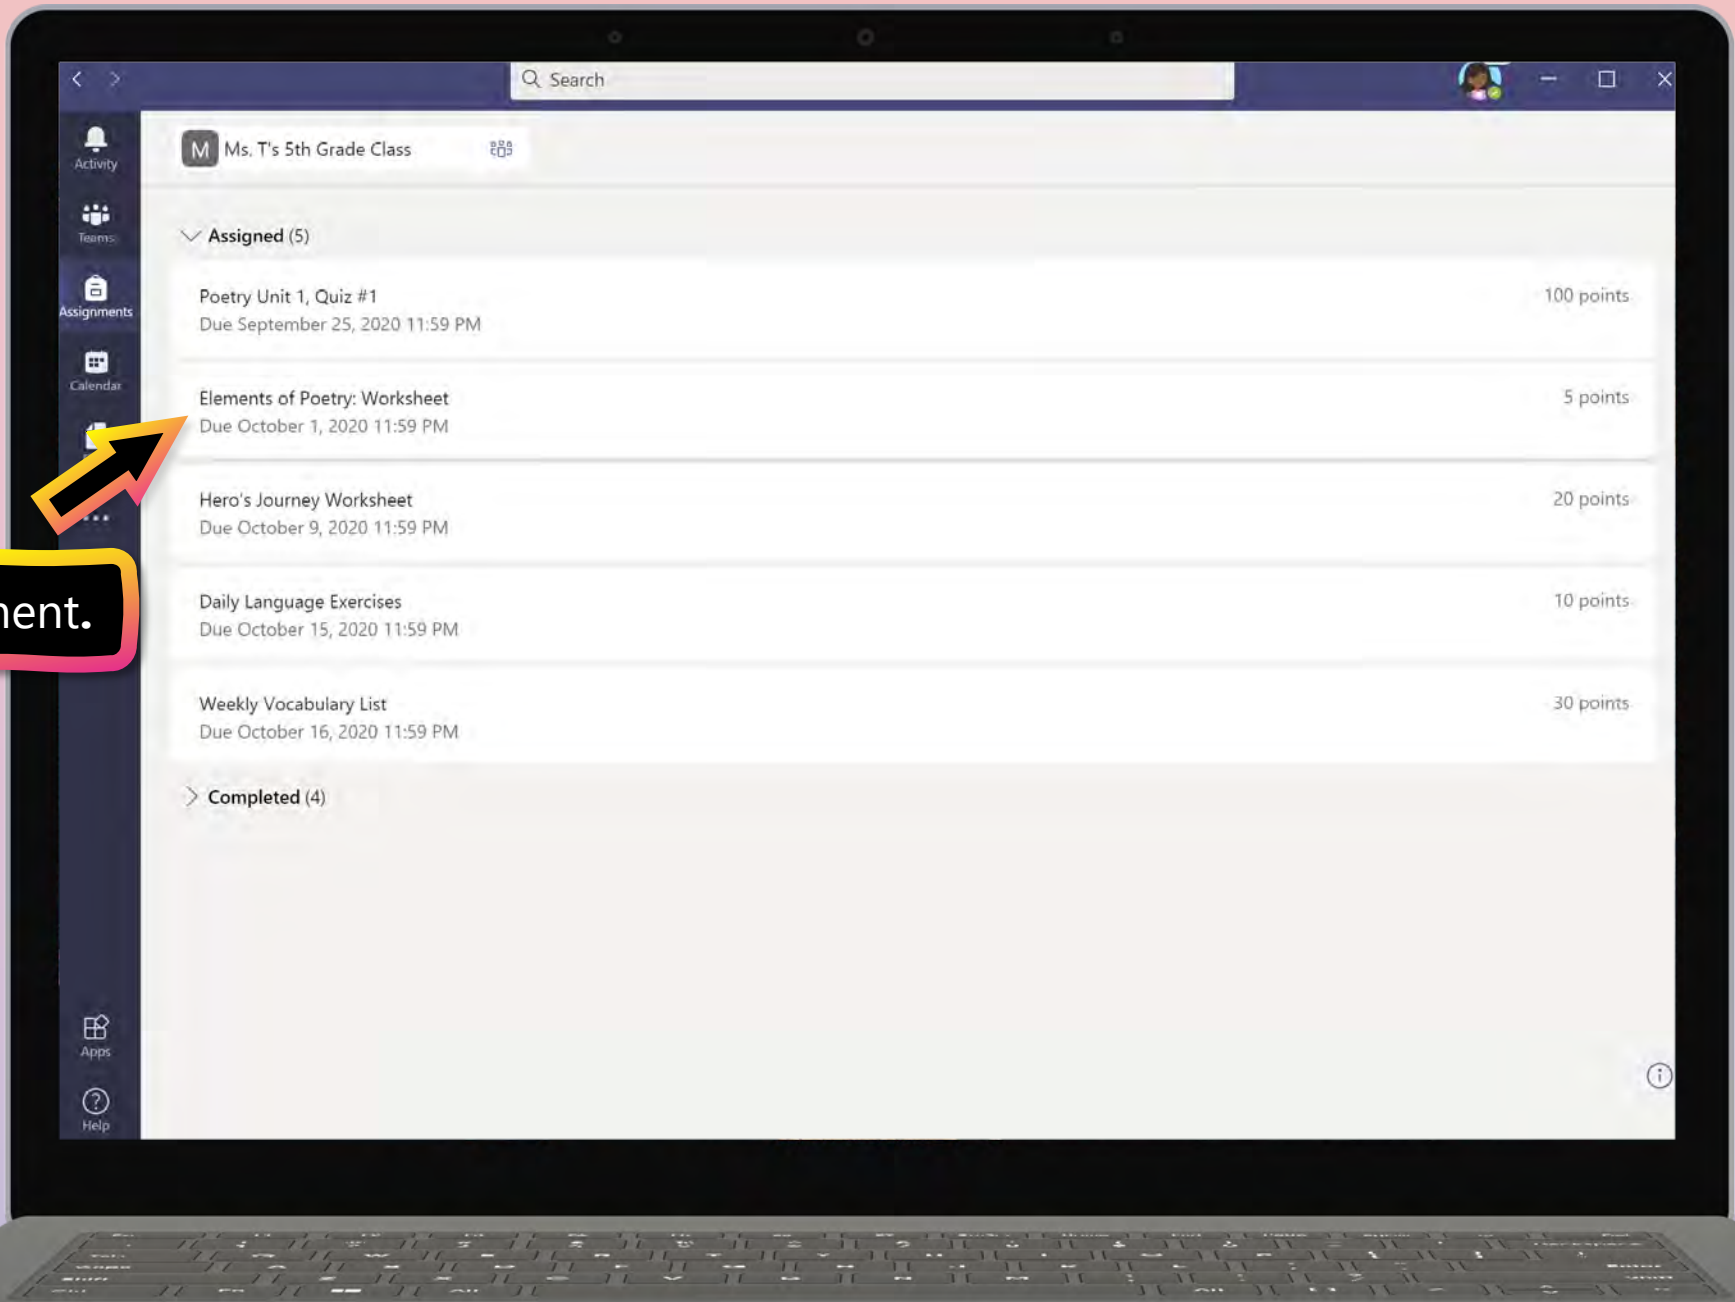 Search
Activity
Teams
Assignments
Calendar
Apps
Help
M Ms. T's 5th Grade Class
Assigned (5)
Poetry Unit 1, Quiz #1
100 points
Due September 25, 2020 11:59 PM
Elements of Poetry: Worksheet
5 points
Due October 1, 2020 11:59 PM
Hero's Journey Worksheet
20 points
Due October 9, 2020 11:59 PM
Daily Language Exercises
10 points
Due October 15, 2020 11:59 PM
Weekly Vocabulary List
30 points
Due October 16, 2020 11:59 PM
Completed (4)